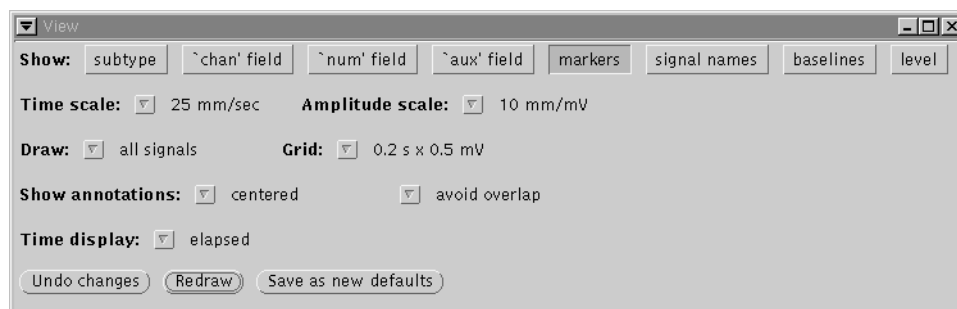 View
Show: subtype `chan' field `num' field `aux' field markers signal names baselines level
Time scale: 25 mm/sec Amplitude scale: 10 mm/mV
Draw: all signals Grid: 0.2 s x 0.5 mV
Show annotations: centered avoid overlap
Time display: elapsed
Undo changes Redraw Save as new defaults